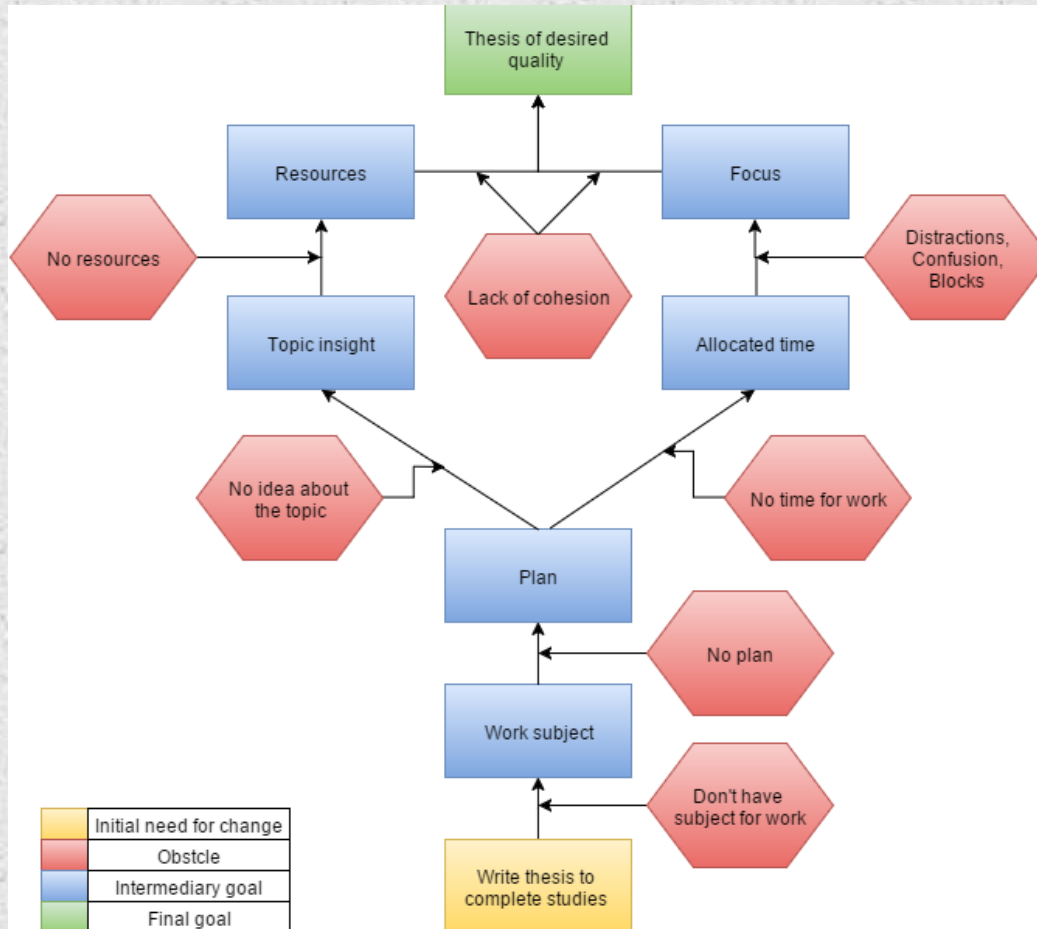 Thesis of desired
quality
Resources
Focus
No resources
Lack of cohesion
Distractions,
Confusion,
Blocks
Topic insight
Allocated time
No idea about
the topic
No time for work
Plan
No plan
Work subject
Don't have
subject for work
Write thesis to
complete studies
Initial need for change
Obstcle
Intermediary goal
Final goal